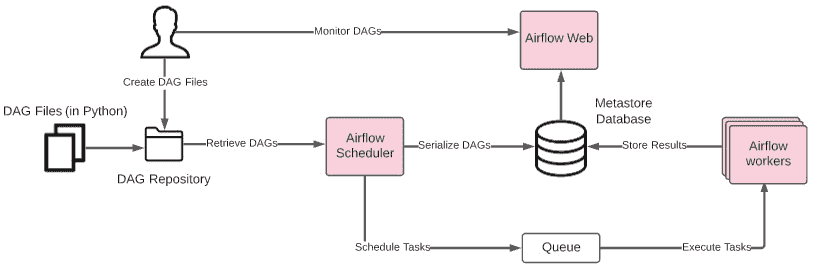 Monitor DAGs
Airflow Web
Create DAG Files
DAG Files (in Python)
DAG Repository
Retrieve DAGs
Airflow
Scheduler
Serialize DAGs
Metastore
Database
Store Results
Airflow
workers
Schedule Tasks
Queue
Execute Tasks